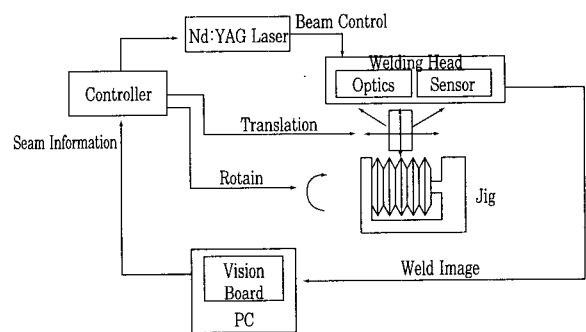 Nd:YAG Laser
Beam Control
Welding Head
Optics
Sensor
Controller
Translation
Seam Information
Rotain
Jig
Vision
Board
PC
Weld Image